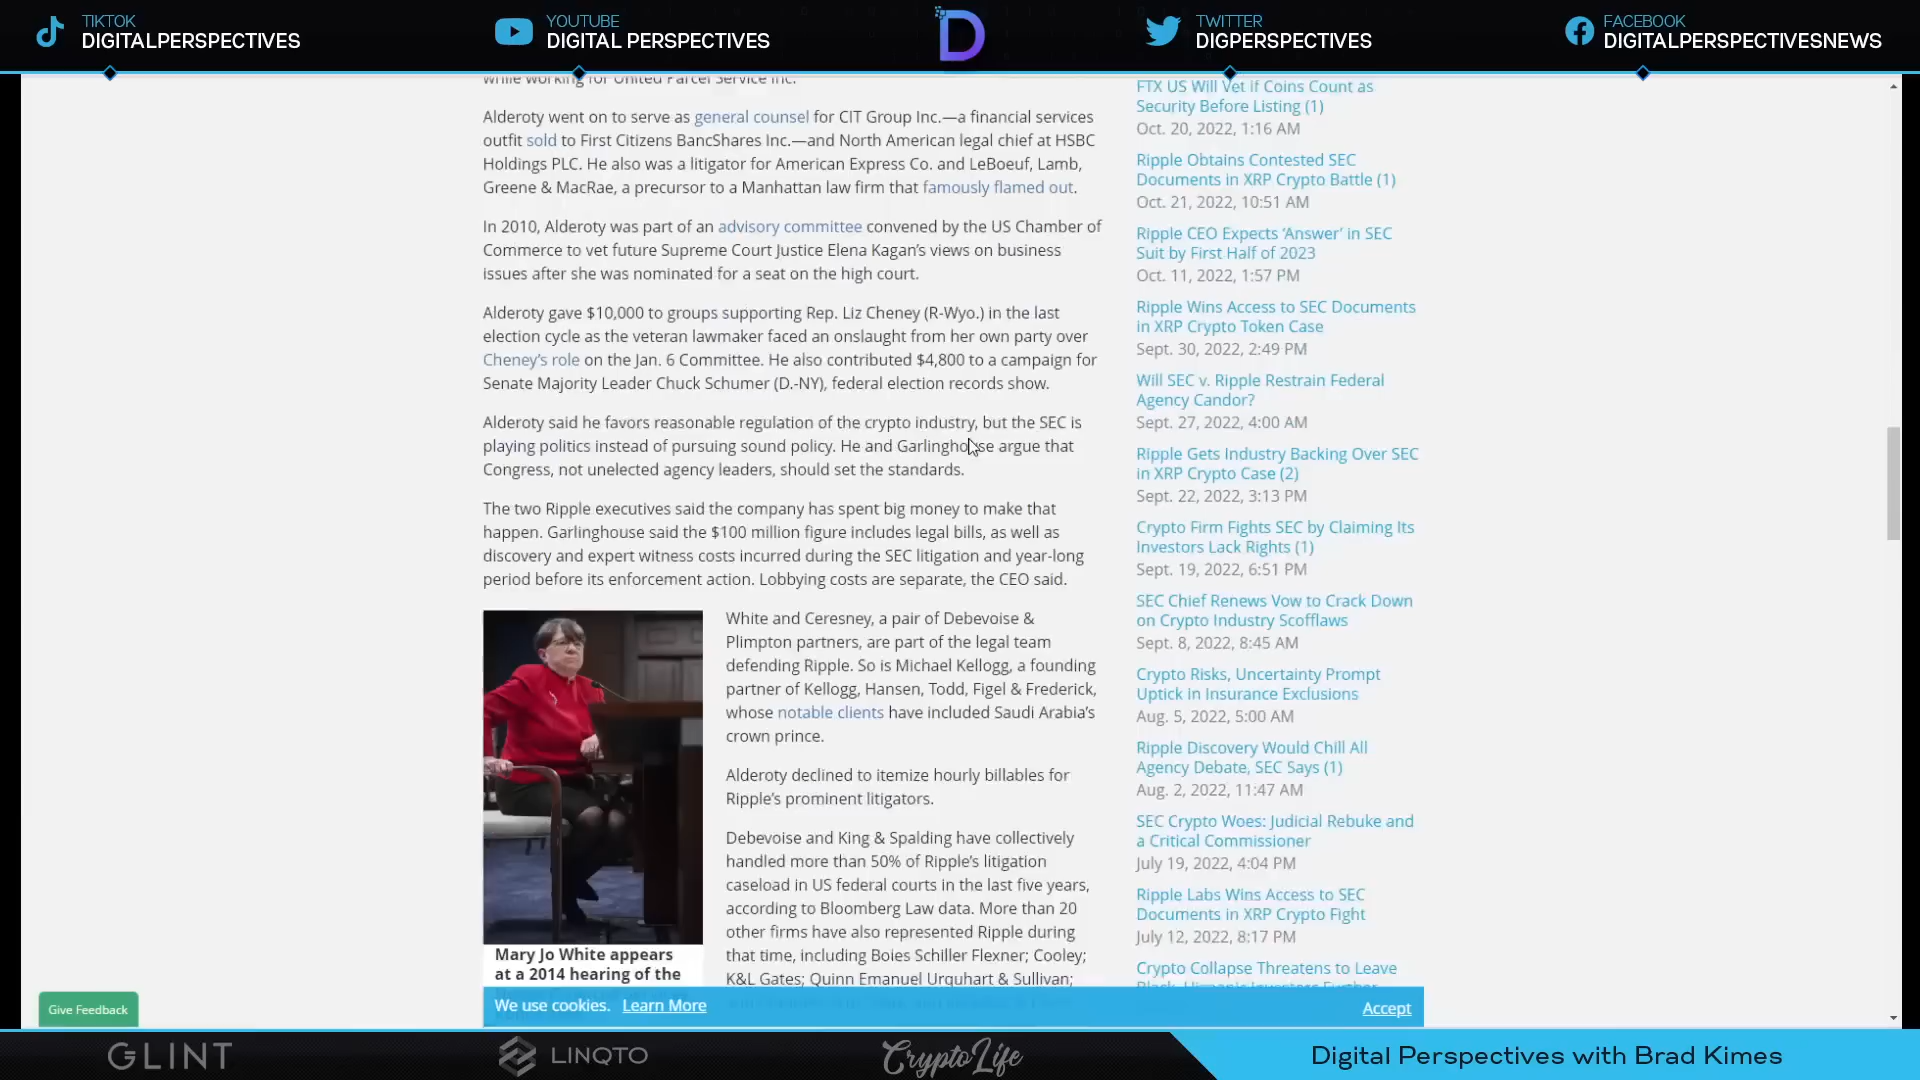 TIKTOK
DIGITALPERSPECTIVES
YOUTUBE
DIGITAL PERSPECTIVES
D
TWITTER
DIGPERSPECTIVES
FACEBOOK
DIGITALPERSPECTIVESNEWS
while working for United Parcel Service Inc.
Alderoty went on to serve as general counsel for CIT Group Inc.—a financial services
outfit sold to First Citizens BancShares Inc.—and North American legal chief at HSBC
Holdings PLC. He also was a litigator for American Express Co. and LeBoeuf, Lamb,
Greene & MacRae, a precursor to a Manhattan law firm that famously flamed out.
In 2010, Alderoty was part of an advisory committee convened by the US Chamber of
Commerce to vet future Supreme Court Justice Elena Kagan's views on business
issues after she was nominated for a seat on the high court.
Alderoty gave $10,000 to groups supporting Rep. Liz Cheney (R-Wyo.) in the last
election cycle as the veteran lawmaker faced an onslaught from her own party over
Cheney's role on the Jan. 6 Committee. He also contributed $4,800 to a campaign for
Senate Majority Leader Chuck Schumer (D.-NY), federal election records show.
Alderoty said he favors reasonable regulation of the crypto industry, but the SEC is
playing politics instead of pursuing sound policy. He and Garlinghouse argue that
Congress, not unelected agency leaders, should set the standards.
The two Ripple executives said the company has spent big money to make that
happen. Garlinghouse said the $100 million figure includes legal bills, as well as
discovery and expert witness costs incurred during the SEC litigation and year-long
period before its enforcement action. Lobbying costs are separate, the CEO said.
White and Ceresney, a pair of Debevoise &
Plimpton partners, are part of the legal team
defending Ripple. So is Michael Kellogg, a founding
partner of Kellogg, Hansen, Todd, Figel & Frederick,
whose notable clients have included Saudi Arabia's
crown prince.
Alderoty declined to itemize hourly billables for
Ripple's prominent litigators.
Debevoise and King & Spalding have collectively
handled more than 50% of Ripple's litigation
caseload in US federal courts in the last five years,
according to Bloomberg Law data. More than 20
other firms have also represented Ripple during
that time, including Boies Schiller Flexner; Cooley;
K&L Gates; Quinn Emanuel Urquhart & Sullivan;
Mary Jo White appears
at a 2014 hearing of the
FTX US Will Vet If Coins Count as
Security Before Listing (1)
Oct. 20, 2022, 1:16 AM
Ripple Obtains Contested SEC
Documents in XRP Crypto Battle (1)
Oct. 21, 2022, 10:51 AM
Ripple CEO Expects ‘Answer’ in SEC
Suit by First Half of 2023
Oct. 11, 2022, 1:57 PM
Ripple Wins Access to SEC Documents
in XRP Crypto Token Case
Sept. 30, 2022, 2:49 PM
Will SEC v. Ripple Restrain Federal
Agency Candor?
Sept. 27, 2022, 4:00 AM
Ripple Gets Industry Backing Over SEC
in XRP Crypto Case (2)
Sept. 22, 2022, 3:13 PM
Crypto Firm Fights SEC by Claiming Its
Investors Lack Rights (1)
Sept. 19, 2022, 6:51 PM
SEC Chief Renews Vow to Crack Down
on Crypto Industry Scofflaws
Sept. 8, 2022, 8:45 AM
Crypto Risks, Uncertainty Prompt
Uptick in Insurance Exclusions
Aug. 5, 2022, 5:00 AM
Ripple Discovery Would Chill All
Agency Debate, SEC Says (1)
Aug. 2, 2022, 11:47 AM
SEC Crypto Woes: Judicial Rebuke and
a Critical Commissioner
July 19, 2022, 4:04 PM
Ripple Labs Wins Access to SEC
Documents in XRP Crypto Fight
July 12, 2022, 8:17 PM
Crypto Collapse Threatens to Leave
Black, Hispanic Investors Further
We use cookies. Learn More
Accept
Give Feedback
GLINT
LINQTO
CryptoLife
Digital Perspectives with Brad Kimes